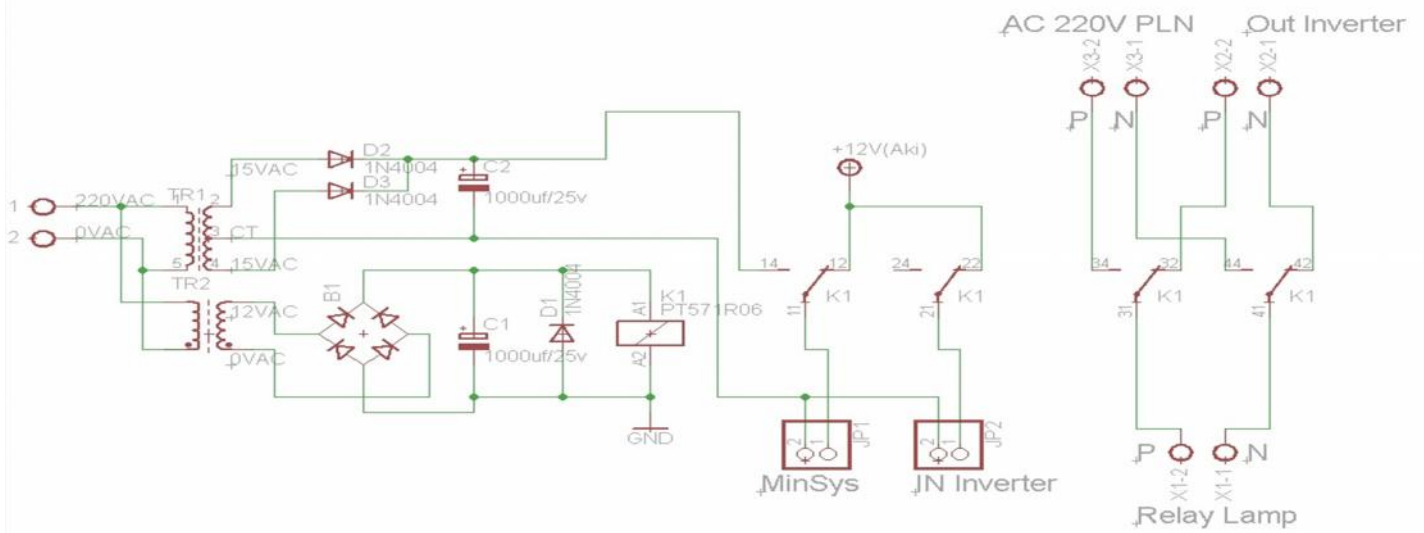 AC 220V PLN
Out Inverter
X3-2
X3-1
X2-2
X2-1
P
N
P
N
+12V(Aki)
D2
1N4004
15VAC
D3
1N4004
C2
1000uf/25v
1
220VAC
TR1
1
2
2
0VAC
3
CT
5
4
15VAC
TR2
12VAC
0VAC
B1
C1
1000uf/25v
D1
1N4004
K1
PT571R06
A1
A2
GND
14
12
K1
11
24
22
K1
21
34
32
K1
31
44
42
K1
41
2
1
JP1
MinSys
2
1
JP2
IN Inverter
P
N
X1-2
X1-1
Relay Lamp